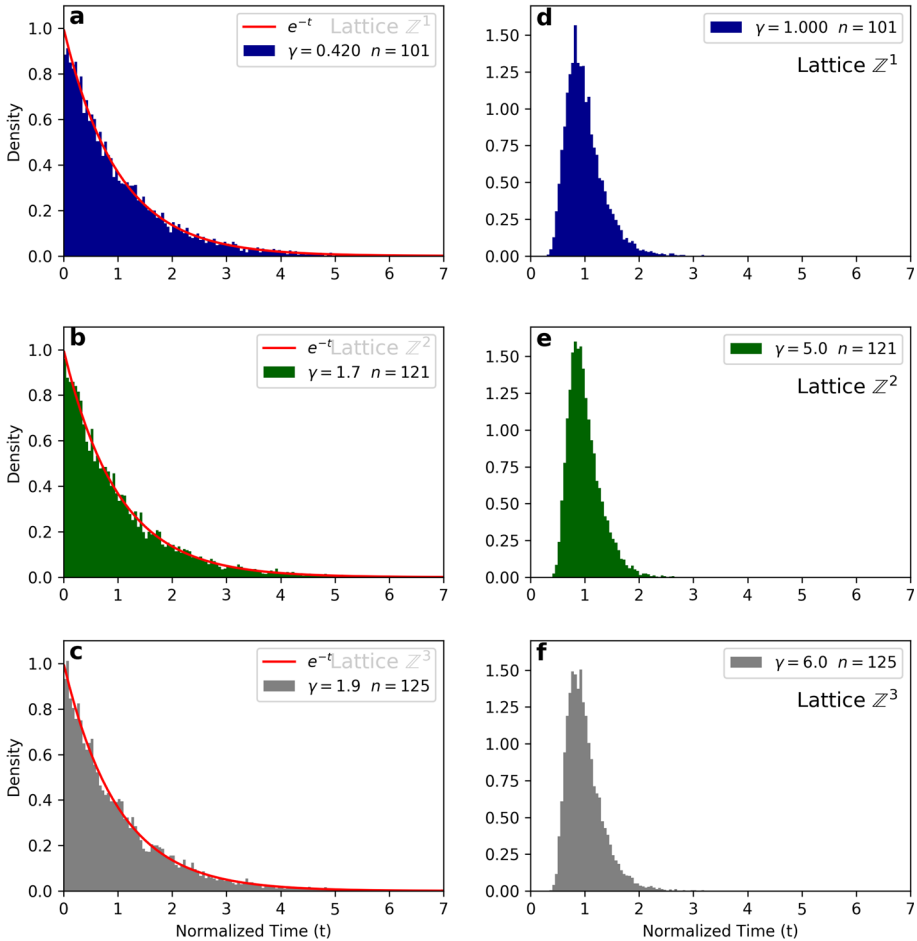 a
e⁻ᵗ
Lattice ℤ¹
γ = 0.420 n = 101
1.0
0.8
0.6
0.4
0.2
0.0
Density
0 1 2 3 4 5 6 7
d
γ = 1.000 n = 101
Lattice ℤ¹
1.50
1.25
1.00
0.75
0.50
0.25
0.00
0 1 2 3 4 5 6 7
b
e⁻ᵗ
Lattice ℤ²
γ = 1.7 n = 121
1.0
0.8
0.6
0.4
0.2
0.0
Density
0 1 2 3 4 5 6 7
e
γ = 5.0 n = 121
Lattice ℤ²
1.50
1.25
1.00
0.75
0.50
0.25
0.00
0 1 2 3 4 5 6 7
c
e⁻ᵗ
Lattice ℤ³
γ = 1.9 n = 125
1.0
0.8
0.6
0.4
0.2
0.0
Density
0 1 2 3 4 5 6 7
Normalized Time (t)
f
γ = 6.0 n = 125
Lattice ℤ³
1.50
1.25
1.00
0.75
0.50
0.25
0.00
0 1 2 3 4 5 6 7
Normalized Time (t)